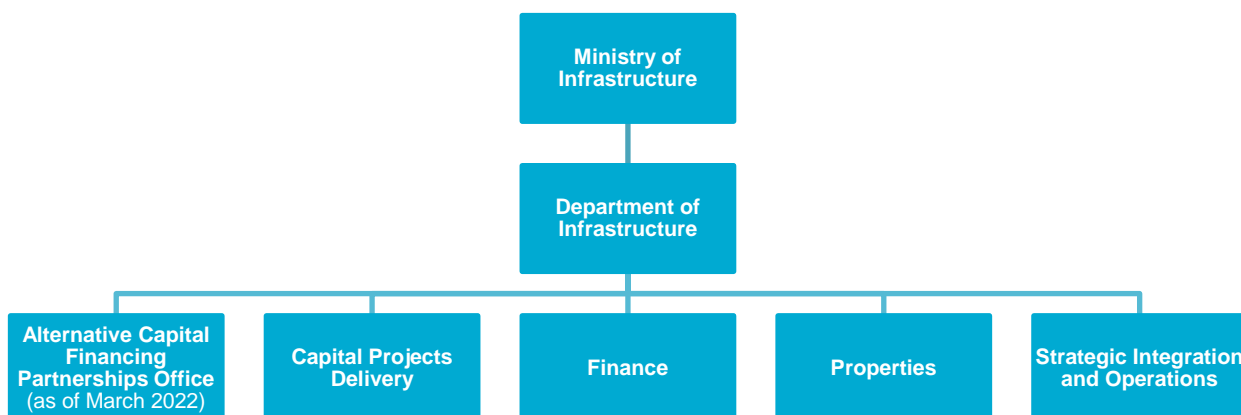 Ministry of
Infrastructure
Department of
Infrastructure
Alternative Capital
Financing
Partnerships Office
(as of March 2022)
Capital Projects
Delivery
Finance
Properties
Strategic Integration
and Operations